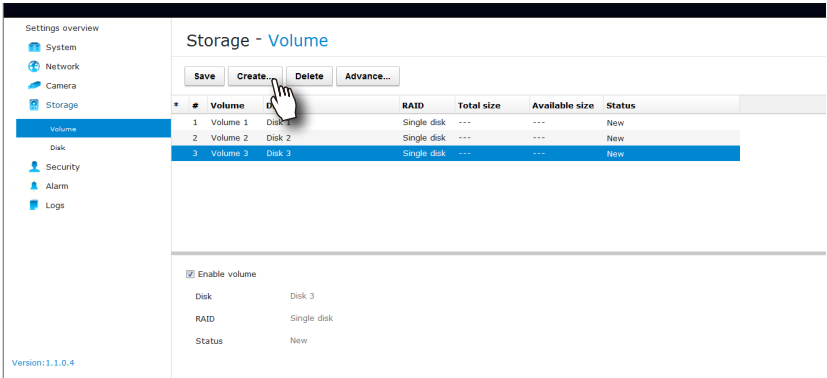 Settings overview
System
Network
Camera
Storage
Volume
Disk
Security
Alarm
Logs
Version:1.1.0.4
Storage - Volume
Save Create... Delete Advance...
* # Volume RAID Total size Available size Status
1 Volume 1 Disk 1 Single disk --- --- New
2 Volume 2 Disk 2 Single disk --- --- New
3 Volume 3 Disk 3 Single disk --- --- New
Enable volume
Disk Disk 3
RAID Single disk
Status New